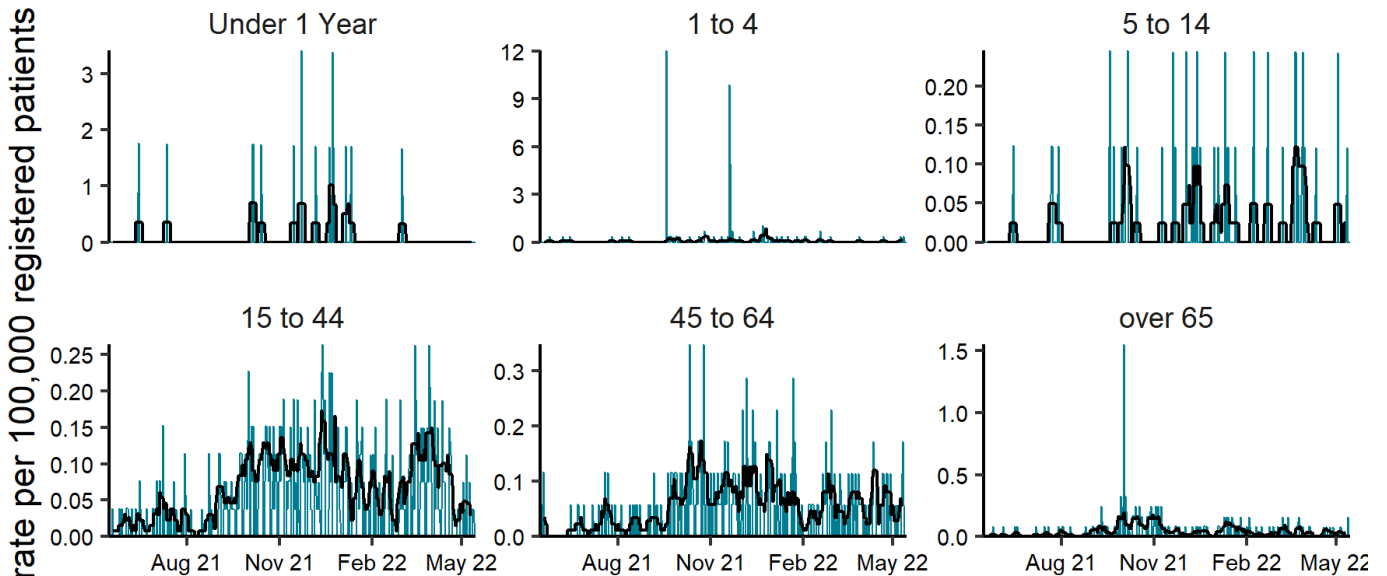 rate per 100,000 registered patients
Under 1 Year
3
2
1
0
1 to 4
12
9
6
3
0
5 to 14
0.20
0.15
0.10
0.05
0.00
15 to 44
0.25
0.20
0.15
0.10
0.05
0.00
Aug 21 Nov 21 Feb 22 May 22
45 to 64
0.3
0.2
0.1
0.0
Aug 21 Nov 21 Feb 22 May 22
over 65
1.5
1.0
0.5
0.0
Aug 21 Nov 21 Feb 22 May 22